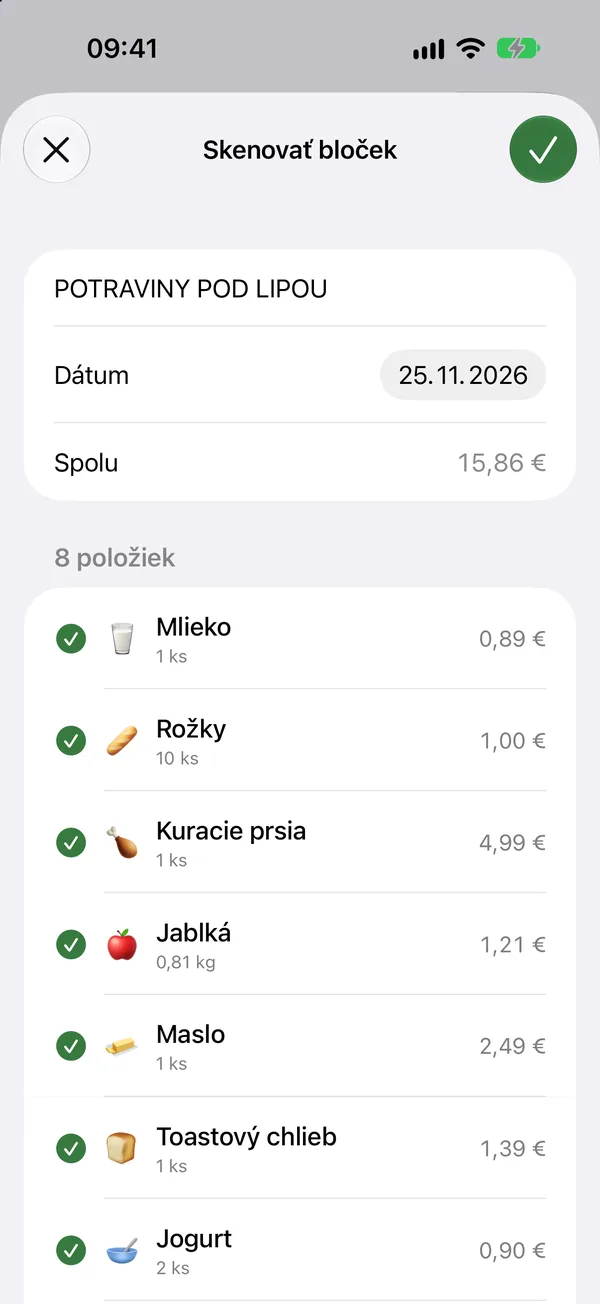 09:41
Skenovať bloček
POTRAVINY POD LIPOU
Dátum
25.11.2026
Spolu
15,86 €
8 položiek
Mlieko
1 ks
0,89 €
Rožky
10 ks
1,00 €
Kuracie prsia
1 ks
4,99 €
Jablká
0,81 kg
1,21 €
Maslo
1 ks
2,49 €
Toastový chlieb
1 ks
1,39 €
Jogurt
2 ks
0,90 €